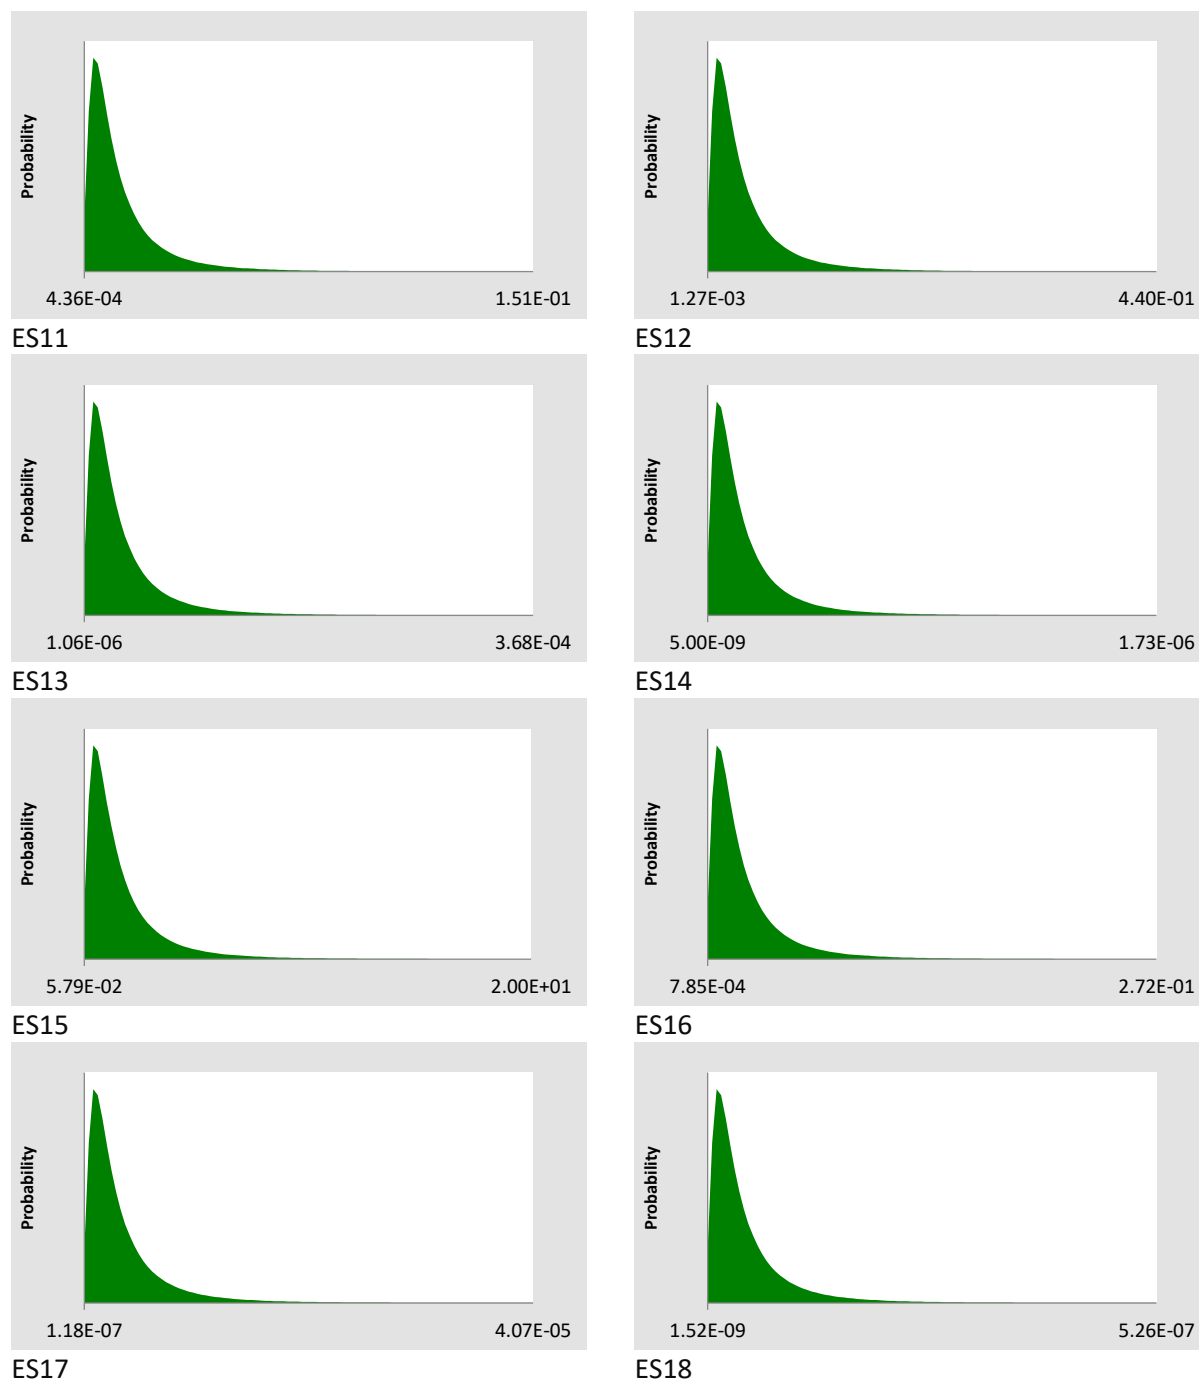 Probability
4.36E-04 1.51E-01
ES11
Probability
1.27E-03 4.40E-01
ES12
Probability
1.06E-06 3.68E-04
ES13
Probability
5.00E-09 1.73E-06
ES14
Probability
5.79E-02 2.00E+01
ES15
Probability
7.85E-04 2.72E-01
ES16
Probability
1.18E-07 4.07E-05
ES17
Probability
1.52E-09 5.26E-07
ES18